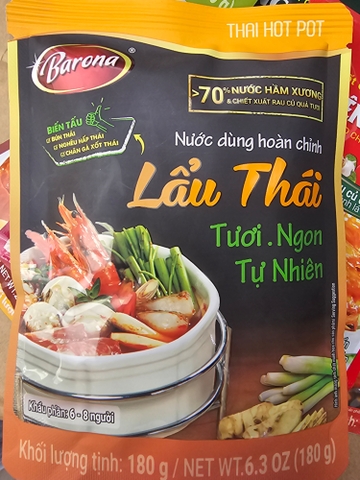 THAI HOT POT
Barona
>70% NƯỚC HẦM XƯƠNG
& CHIẾT XUẤT RAU CỦ QUẢ TƯƠI
BIẾN TẤU
BÚN THÁI
NGHÊU HẤP THÁI
CHÂN GÀ XỐT THÁI
Nước dùng hoàn chỉnh
Lẩu Thái
Tươi.Ngon
Tự Nhiên
Khẩu phần: 6 - 8 người
Khối lượng tịnh: 180 g / NET WT.6.3 OZ (180 g)